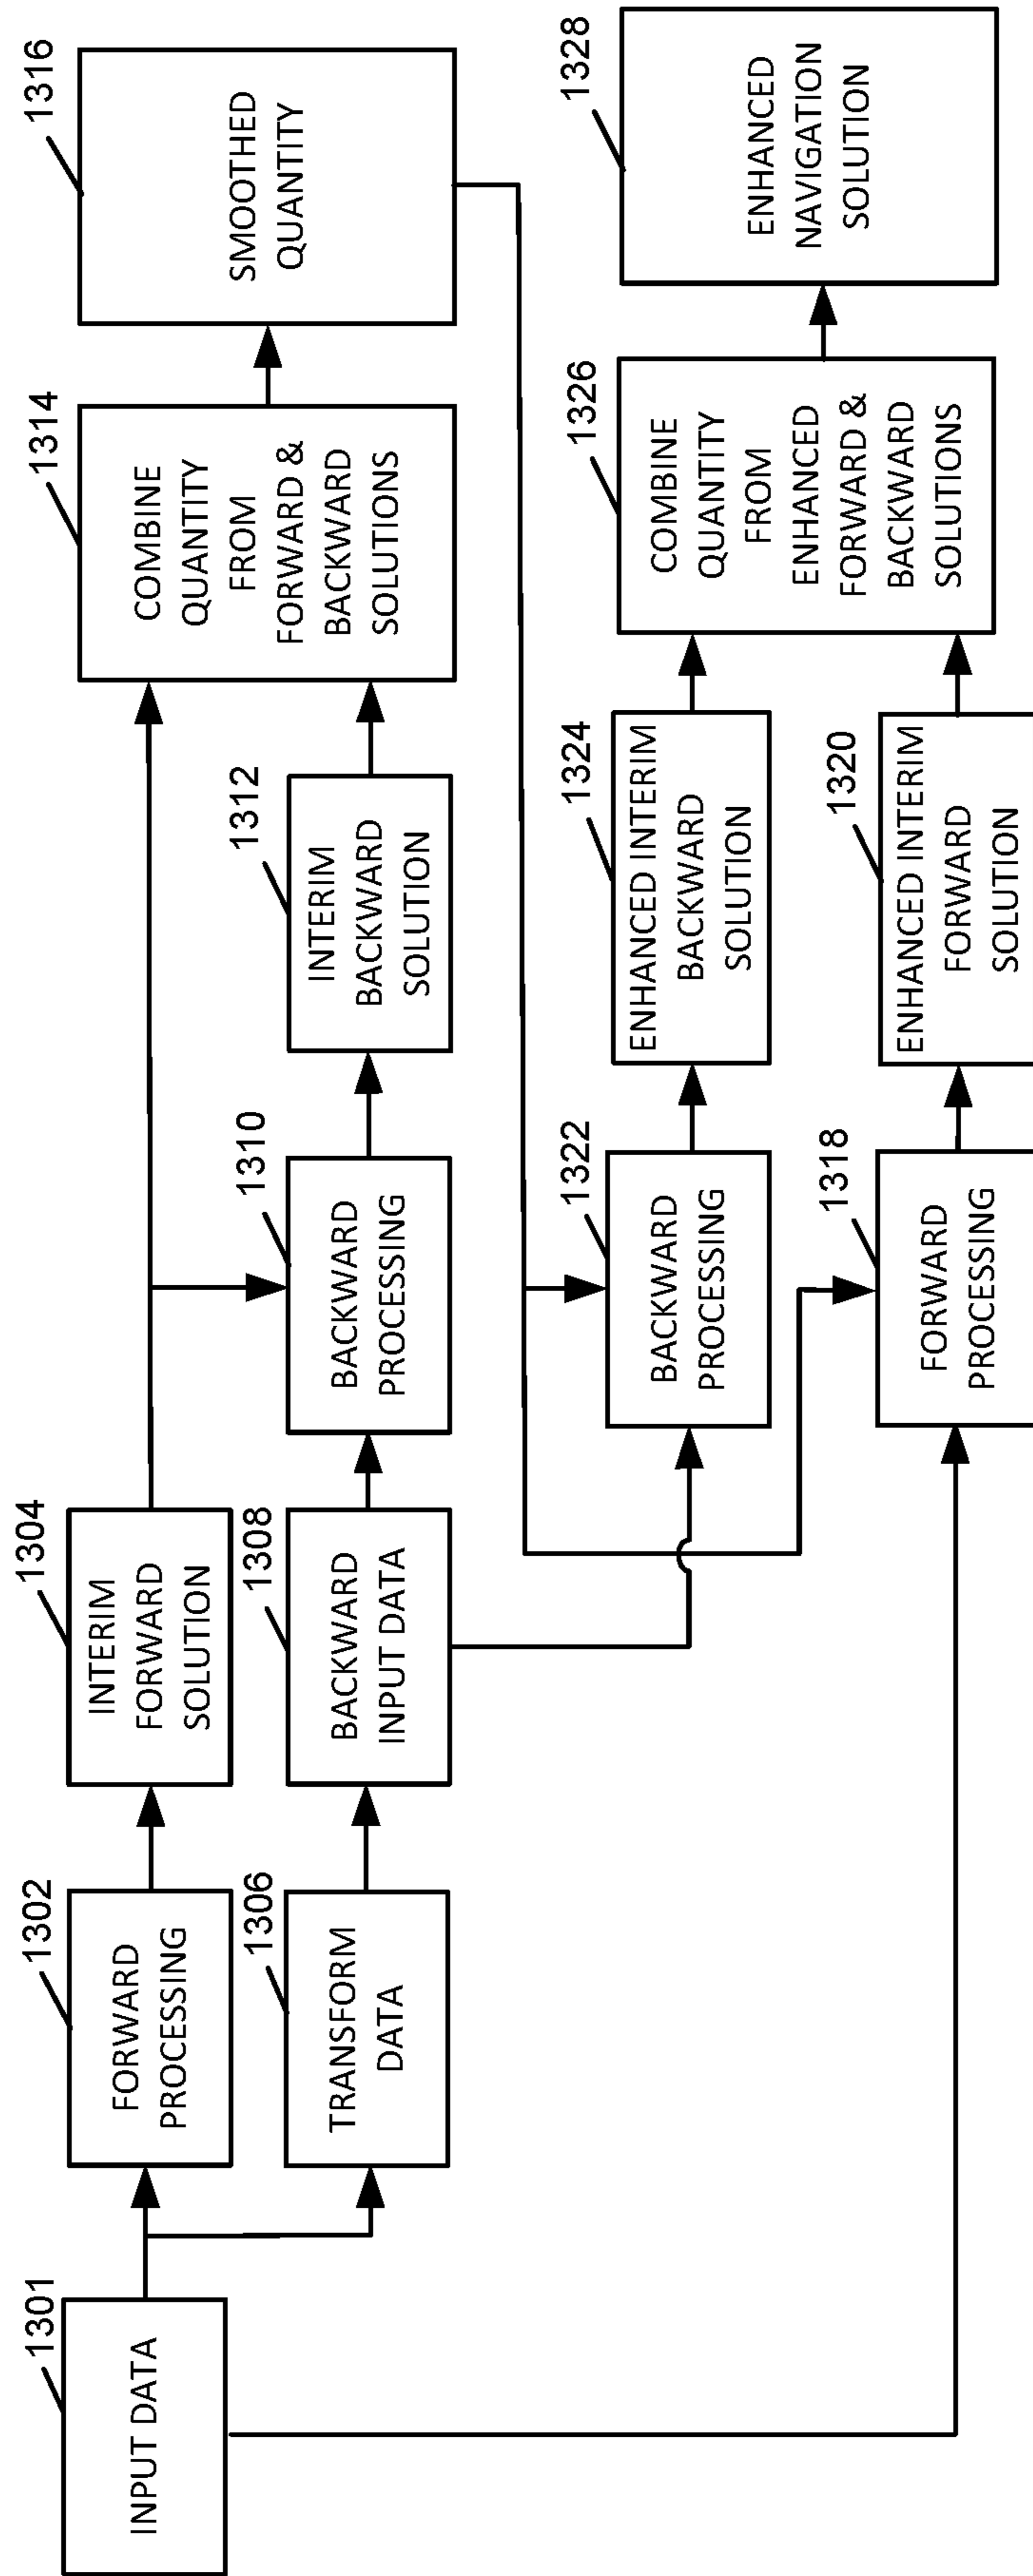 1301
INPUT DATA
1302
FORWARD
PROCESSING
1304
INTERIM
FORWARD
SOLUTION
1306
TRANSFORM
DATA
1308
BACKWARD
INPUT DATA
1310
BACKWARD
PROCESSING
1312
INTERIM
BACKWARD
SOLUTION
1314
COMBINE
QUANTITY
FROM
FORWARD &
BACKWARD
SOLUTIONS
1316
SMOOTHED
QUANTITY
1322
BACKWARD
PROCESSING
1324
ENHANCED INTERIM
BACKWARD
SOLUTION
1318
FORWARD
PROCESSING
1320
ENHANCED INTERIM
FORWARD
SOLUTION
1326
COMBINE
QUANTITY
FROM
ENHANCED
FORWARD &
BACKWARD
SOLUTIONS
1328
ENHANCED
NAVIGATION
SOLUTION